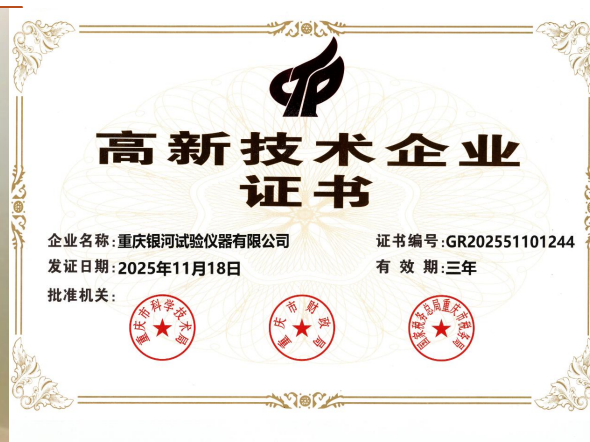 高新技术企业
证书
企业名称:重庆银河试验仪器有限公司
证书编号:GR202551101244
发证日期:2025年11月18日
有 效 期:三年
批准机关:
重庆市科学技术局
重庆市财政局
国家税务总局重庆市税务局